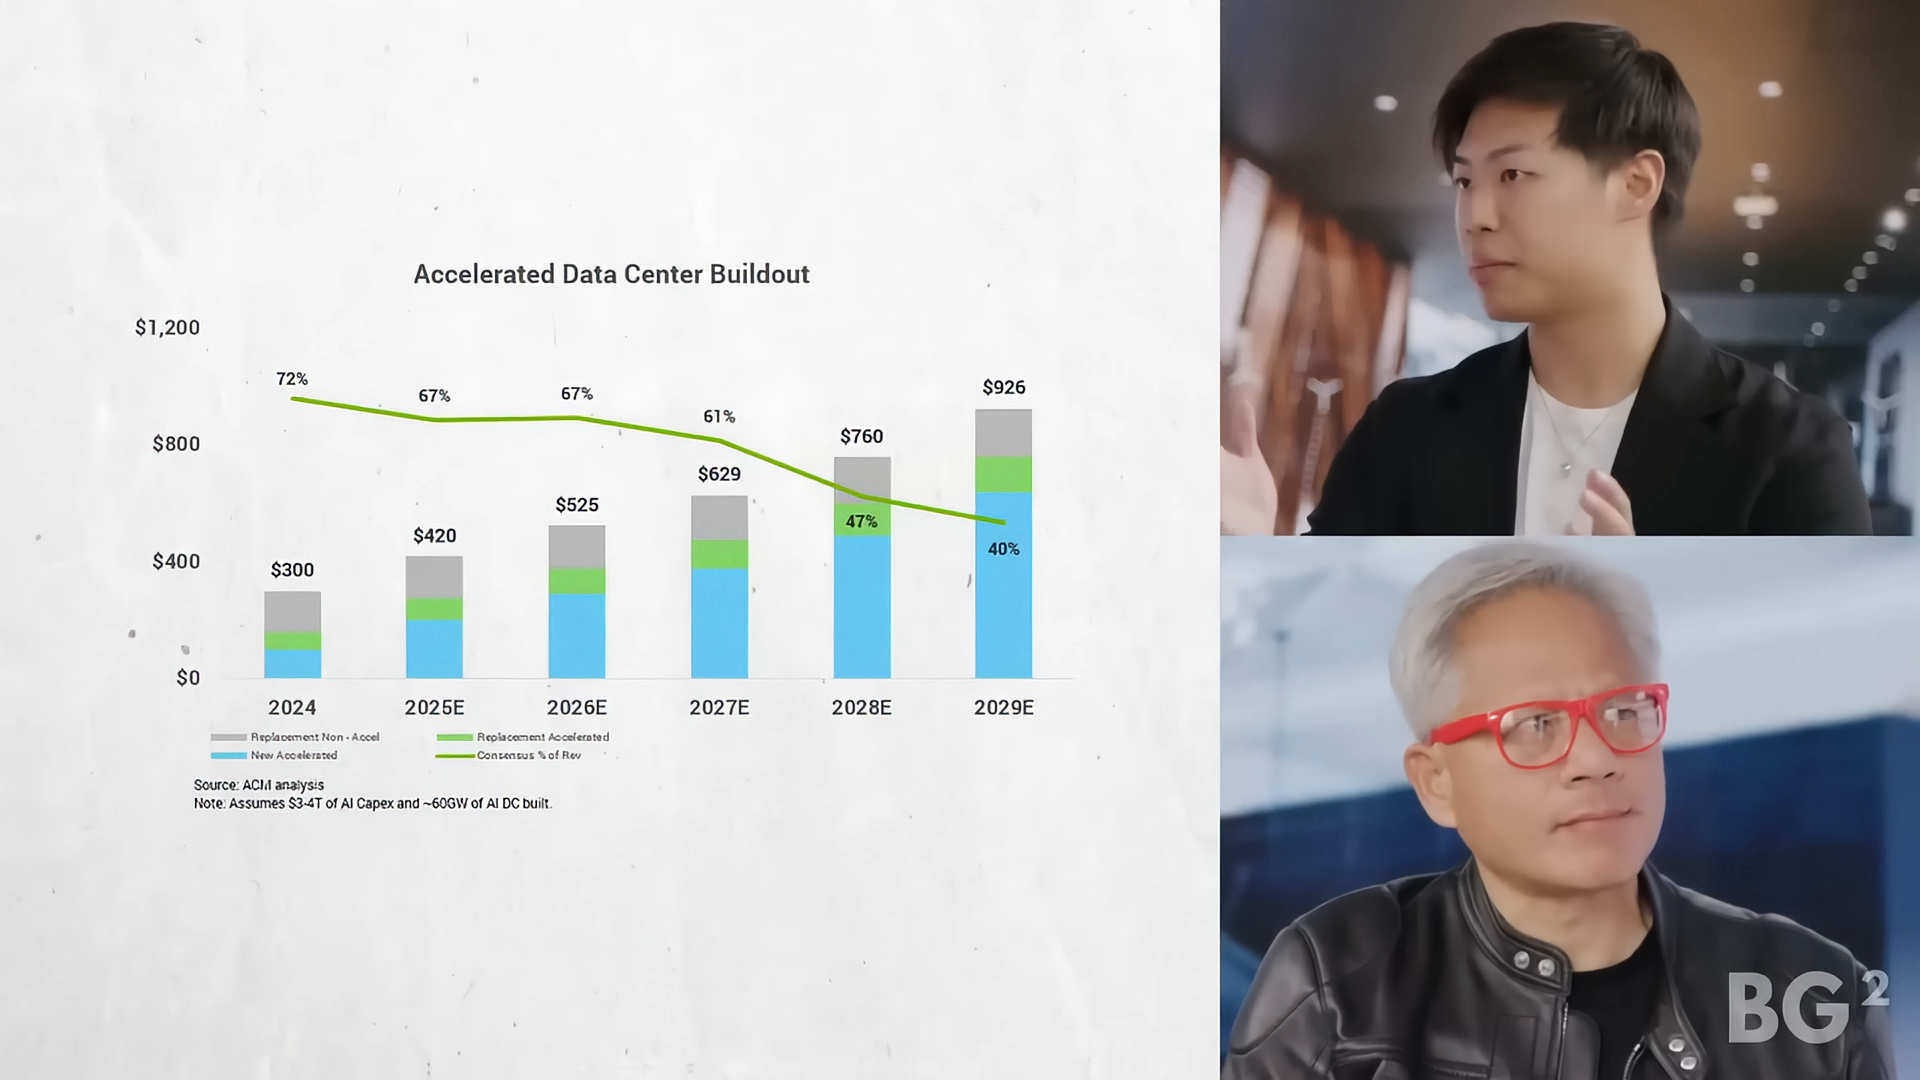 Accelerated Data Center Buildout
$1,200
$800
$400
$0
72%
67%
67%
61%
47%
40%
$300
$420
$525
$629
$760
$926
2024
2025E
2026E
2027E
2028E
2029E
Replacement Non - Accel
Replacement Accelerated
New Accelerated
Consensus % of Rev
Source: ACM analysis
Note: Assumes $3-4T of AI Capex and ~60GW of AI DC built.
BG2